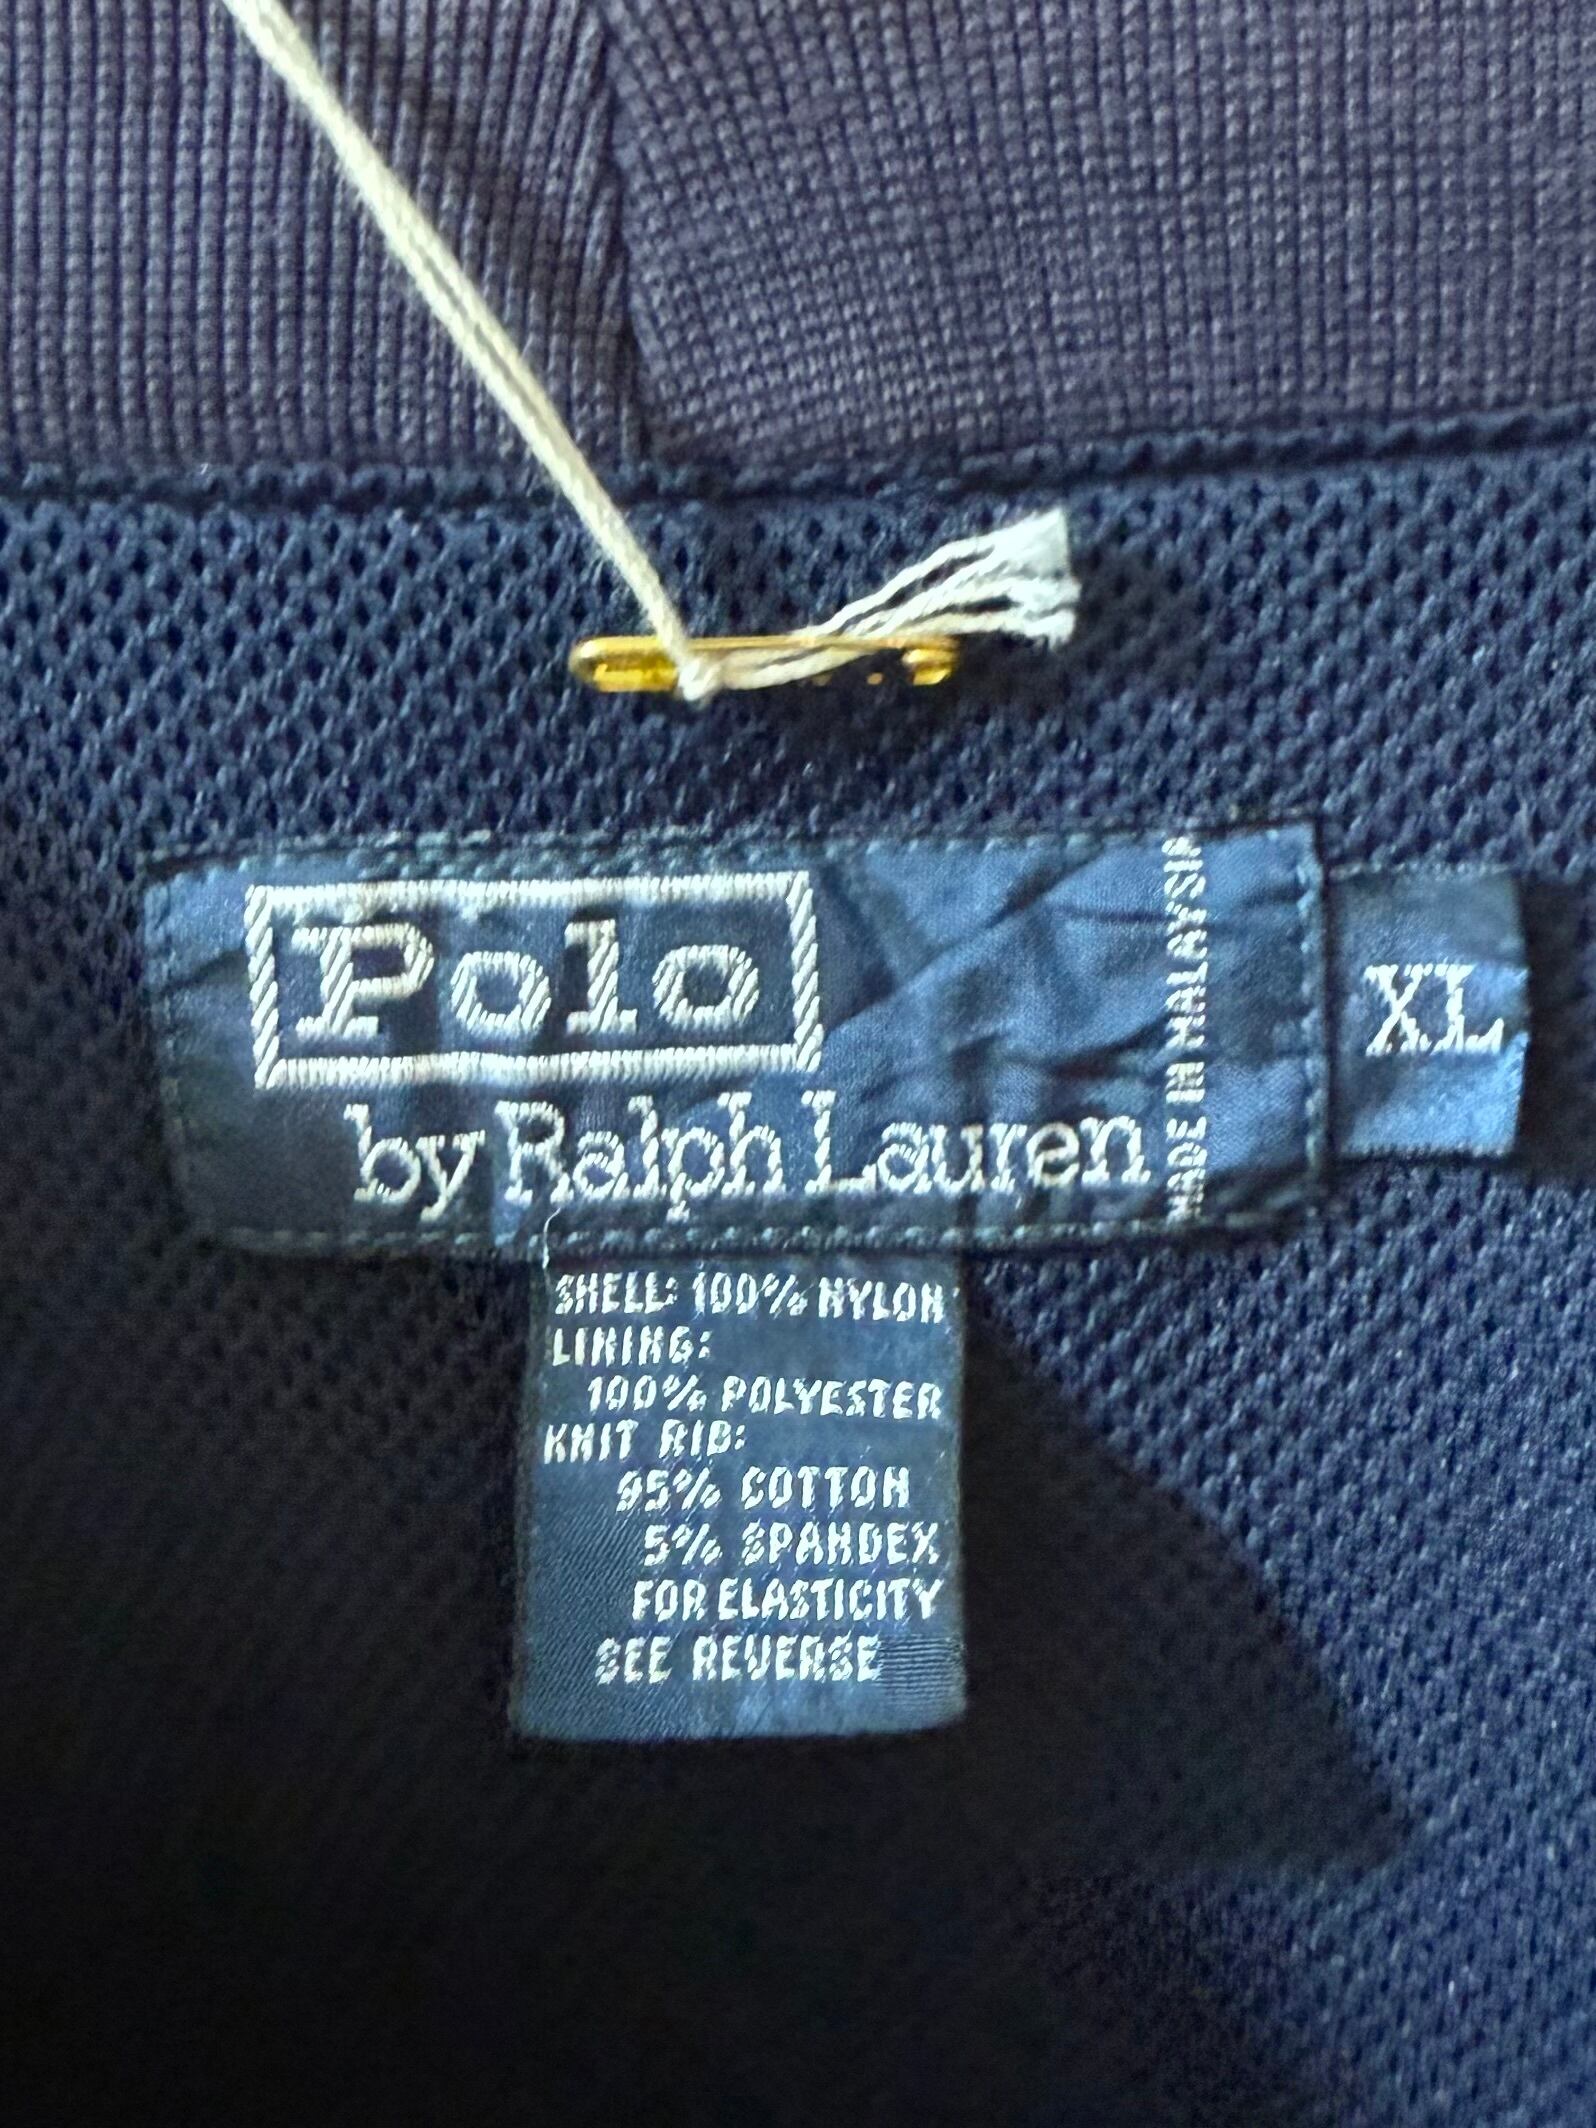 Polo
by Ralph Lauren
MADE IN MALAYSIA
XL
SHELL: 100% NYLON
LINING:
100% POLYESTER
KNIT RIB:
95% COTTON
5% SPANDEX
FOR ELASTICITY
SEE REVERSE